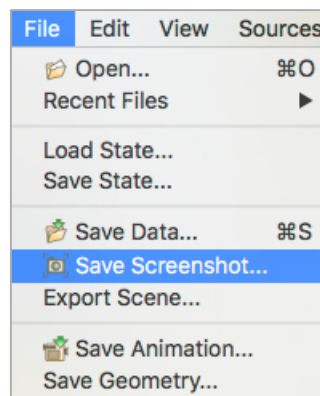 File Edit View Sources
Open... ⌘O
Recent Files ▶
Load State...
Save State...
Save Data... ⌘S
Save Screenshot...
Export Scene...
Save Animation...
Save Geometry...